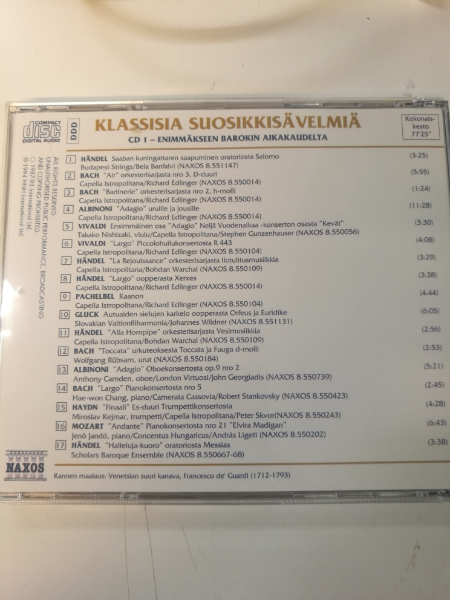 COMPACT
disc
DIGITAL AUDIO
DDD
KLASSISIA SUOSIKKISÄVELMIÄ
CD 1 – ENIMMÄKSEEN BAROKIN AIKAKAUDELTA
Kokonais-
kesto
77'25"
1 HÄNDEL Saaban kuningattaren saapuminen oratoriosta Salomo (3:25)
Budapest Strings/Bela Banfalvi (NAXOS 8.551147)
2 BACH "Air" orkesterisarjasta nro 3, D-duuri (5:55)
Capella Istropolitana/Richard Edlinger (NAXOS 8.550014)
3 BACH "Badinerie" orkesterisarjasta nro 2, h-molli (1:24)
Capella Istropolitana/Richard Edlinger (NAXOS 8.550014)
4 ALBINONI "Adagio" uruille ja jousille (11:28)
Capella Istropolitana/Richard Edlinger (NAXOS 8.550014)
5 VIVALDI Ensimmäinen osa "Adagio" Neljä Vuodenaikaa -konserton osasta "Kevät" (3:30)
Takako Nishizaki, viulu/Capella Istropolitana/Stephen Gunzenhauser (NAXOS 8.550056)
6 VIVALDI "Largo" Piccolohuilukonsertosta R.443 (4:08)
Capella Istropolitana/Richard Edlinger (NAXOS 8.550104)
7 HÄNDEL "La Rejouissance" orkesterisarjasta Ilotulitusmusiikkia (3:29)
Capella Istropolitana/Bohdan Warchal (NAXOS 8.550109)
8 HÄNDEL "Largo" oopperasta Xerxes (3:38)
Capella Istropolitana/Richard Edlinger (NAXOS 8.550014)
9 PACHELBEL Kaanon (4:44)
Capella Istropolitana/Richard Edlinger (NAXOS 8.550104)
10 GLUCK Autuaiden sielujen karkelo oopperasta Orfeus ja Euridike (6:05)
Slovakian Valtionfilharmonia/Johannes Wildner (NAXOS 8.551131)
11 HÄNDEL "Alla Hornpipe" orkesterisarjasta Vesimusiikkia (2:56)
Capella Istropolitana/Bohdan Warchal (NAXOS 8.550109)
12 BACH "Toccata" urkuteoksesta Toccata ja Fuuga d-molli (2:53)
Wolfgang Rübsam, urut (NAXOS 8.550184)
13 ALBINONI "Adagio" Oboekonsertosta op.9 nro 2 (5:21)
Anthony Camden, oboe/London Virtuosi/John Georgiadis (NAXOS 8.550739)
14 BACH "Largo" Pianokonsertosta nro 5 (2:45)
Hae-won Chang, piano/Camerata Cassovia/Robert Stankovsky (NAXOS 8.550423)
15 HAYDN "Finaali" Es-duuri Trumpettikonsertosta (4:28)
Miroslav Kejmar, trumpetti/Capella Istropolitana/Peter Skvor(NAXOS 8.550243)
16 MOZART "Andante" Pianokonsertosta nro 21 "Elvira Madigan" (6:43)
Jenö Jandó, piano/Concentus Hungaricus/András Ligeti (NAXOS 8.550202)
17 HÄNDEL "Halleluja-kuoro" oratoriosta Messias (3:38)
Scholars Baroque Ensemble (NAXOS 8.550667-68)
Kannen maalaus: Venetsian suuri kanava, Francesco de' Guardi (1712-1793)
NAXOS
ALL RIGHTS RESERVED.
UNAUTHORISED PUBLIC PERFORMANCE, BROADCASTING
AND COPYING PROHIBITED.